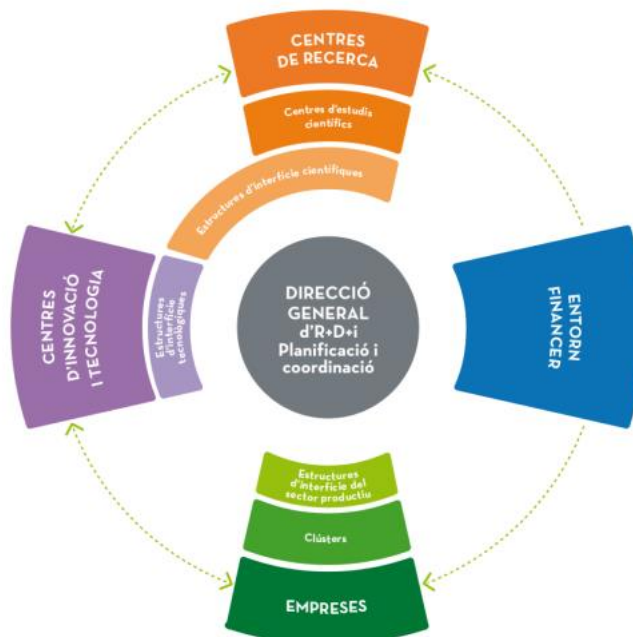 CENTRES
DE RECERCA
Centres d'estudis
científics
Estructures d'interfície científiques
CENTRES
D'INNOVACIÓ
I TECNOLOGIA
Estructures
d'interfície
tecnològiques
DIRECCIÓ
GENERAL
d'R+D+i
Planificació i
coordinació
ENTORN
FINANCER
Estructures
d'interfície del
sector productiu
Clústers
EMPRESES